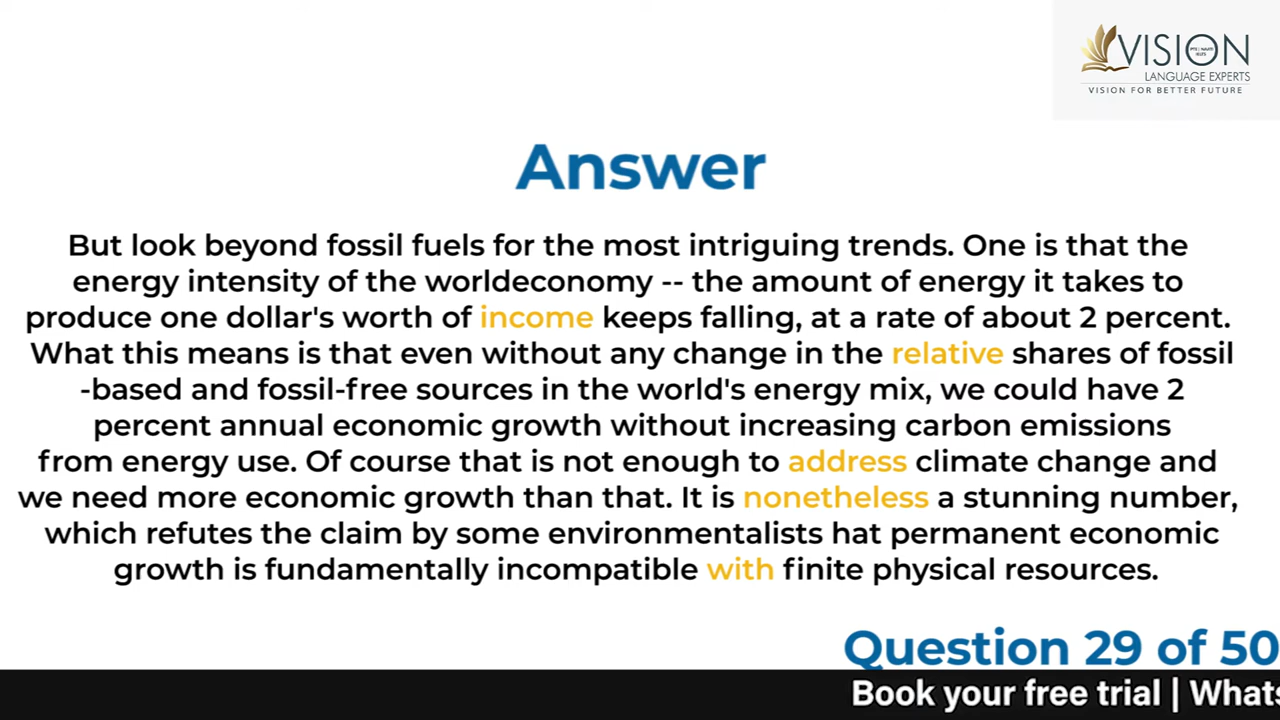 VISION
LANGUAGE EXPERTS
VISION FOR BETTER FUTURE
Answer
But look beyond fossil fuels for the most intriguing trends. One is that the
energy intensity of the worldeconomy -- the amount of energy it takes to
produce one dollar's worth of income keeps falling, at a rate of about 2 percent.
What this means is that even without any change in the relative shares of fossil
-based and fossil-free sources in the world's energy mix, we could have 2
percent annual economic growth without increasing carbon emissions
from energy use. Of course that is not enough to address climate change and
we need more economic growth than that. It is nonetheless a stunning number,
which refutes the claim by some environmentalists hat permanent economic
growth is fundamentally incompatible with finite physical resources.
Question 29 of 50
Book your free trial | Whats